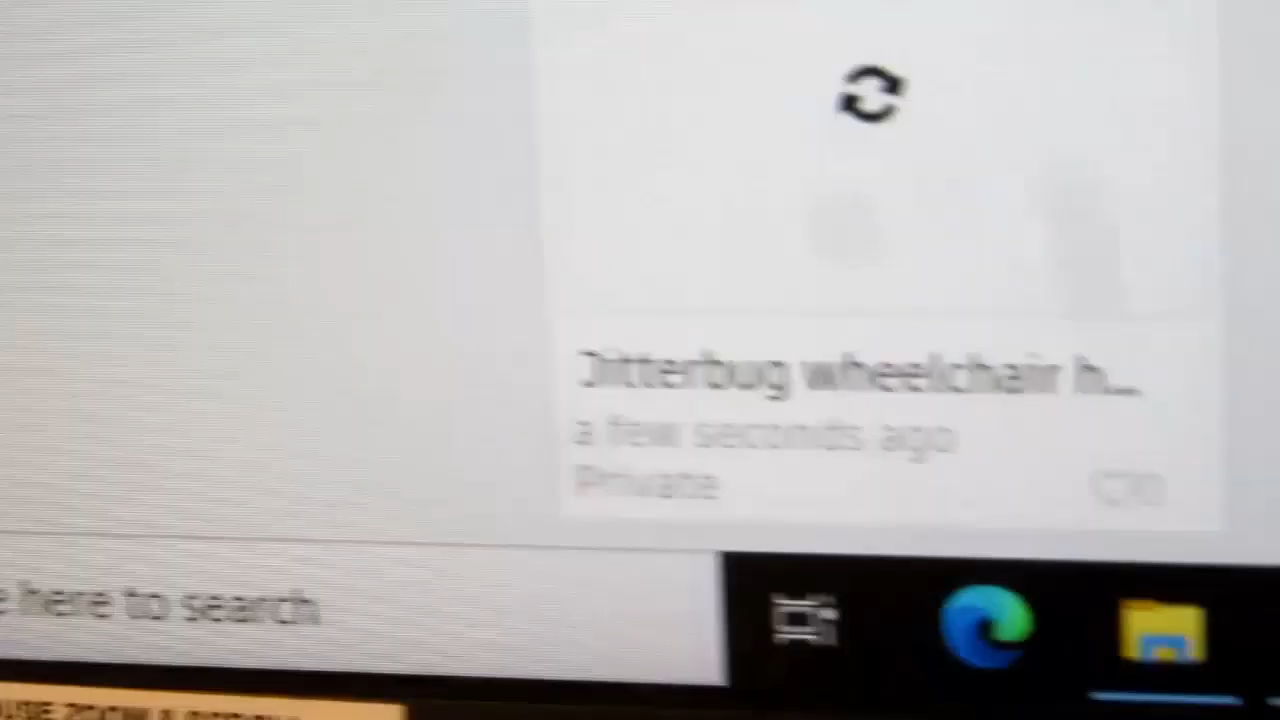 Jitterbug wheelchair h...
a few seconds ago
Private
here to search